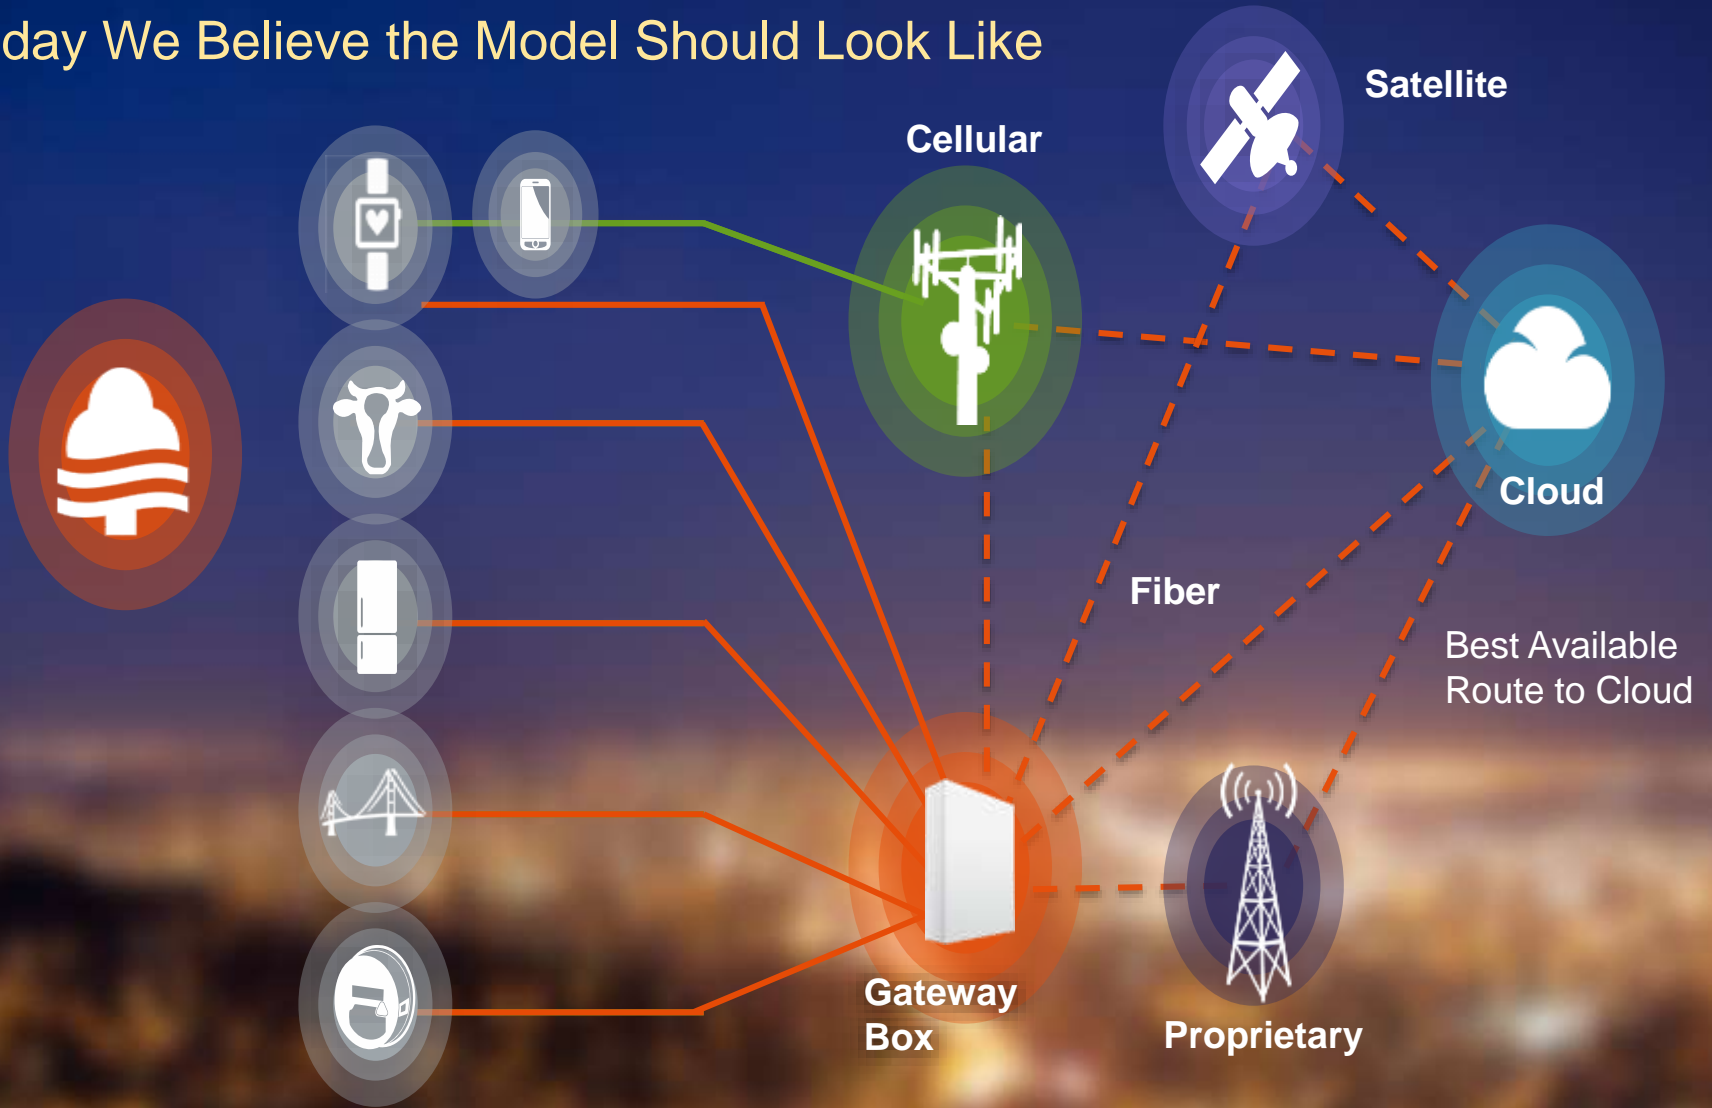 day We Believe the Model Should Look Like
Satellite
Cellular
Cloud
Fiber
Best Available
Route to Cloud
Gateway
Box
Proprietary